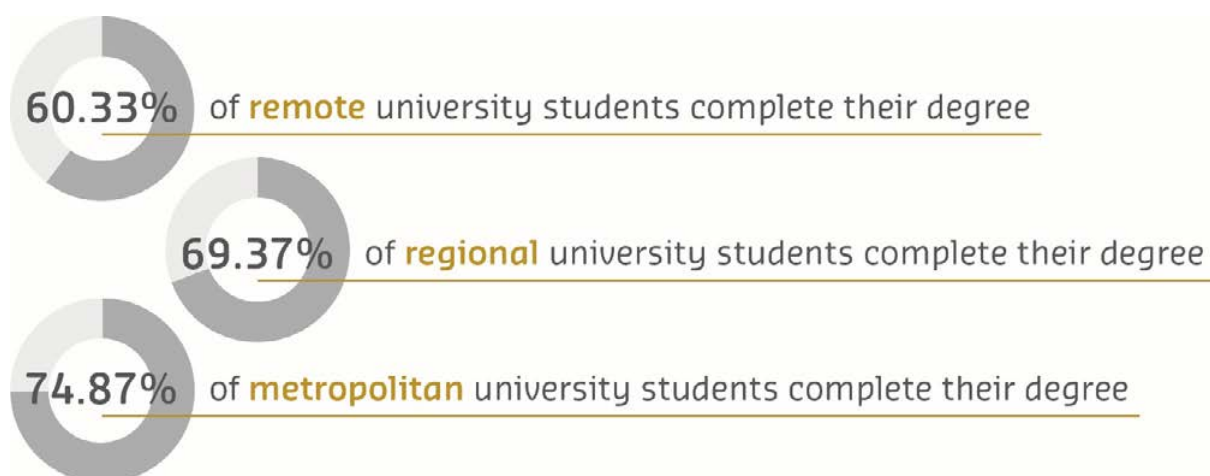 60.33% of remote university students complete their degree
69.37% of regional university students complete their degree
74.87% of metropolitan university students complete their degree